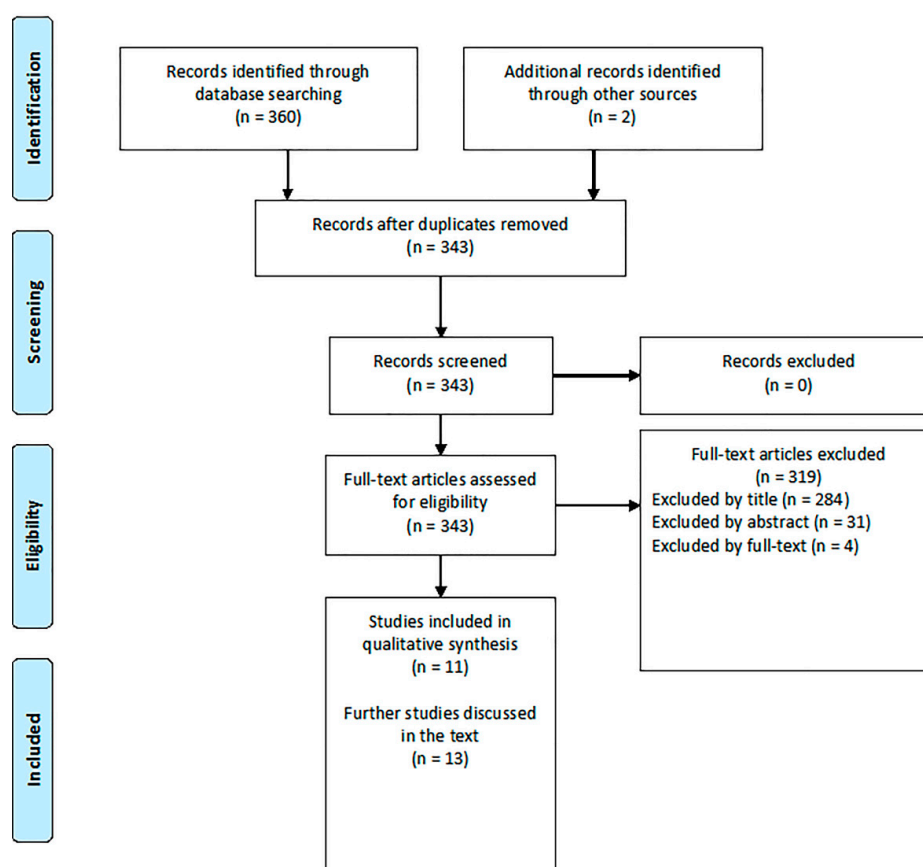 Identification
Records identified through
database searching
(n = 360)
Additional records identified
through other sources
(n = 2)
Records after duplicates removed
(n = 343)
Screening
Records screened
(n = 343)
Records excluded
(n = 0)
Eligibility
Full-text articles assessed
for eligibility
(n = 343)
Full-text articles excluded
(n = 319)
Excluded by title (n = 284)
Excluded by abstract (n = 31)
Excluded by full-text (n = 4)
Included
Studies included in
qualitative synthesis
(n = 11)
Further studies discussed
in the text
(n = 13)